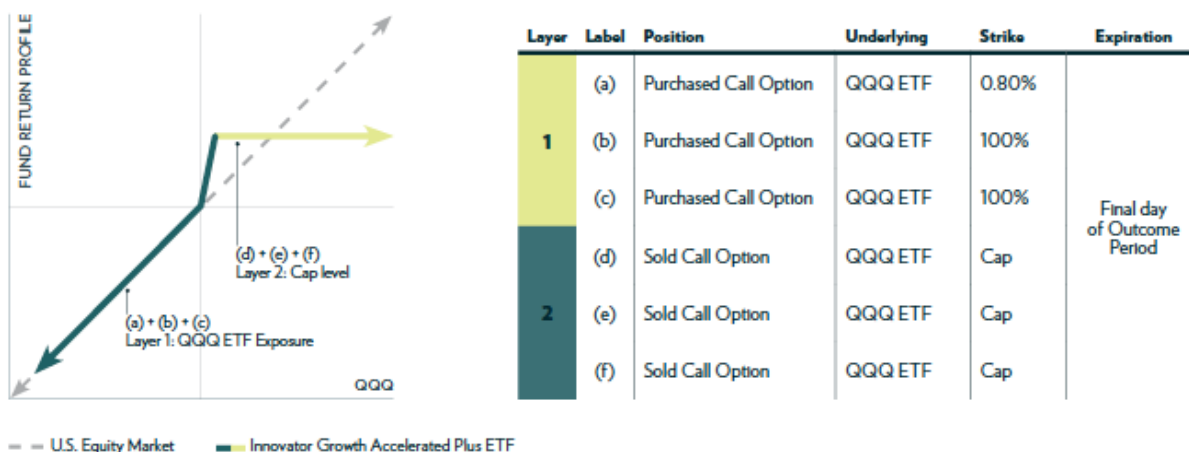 FUND RETURN PROFILE
(d) + (e) + (f)
Layer 2: Cap level
(a) + (b) + (c)
Layer 1: QQQ ETF Exposure
QQQ
U.S. Equity Market
Innovator Growth Accelerated Plus ETF
Layer Label Position Underlying Strike Expiration
1
(a) Purchased Call Option QQQ ETF 0.80%
(b) Purchased Call Option QQQ ETF 100%
(c) Purchased Call Option QQQ ETF 100%
2
(d) Sold Call Option QQQ ETF Cap
(e) Sold Call Option QQQ ETF Cap
(f) Sold Call Option QQQ ETF Cap
Final day
of Outcome
Period